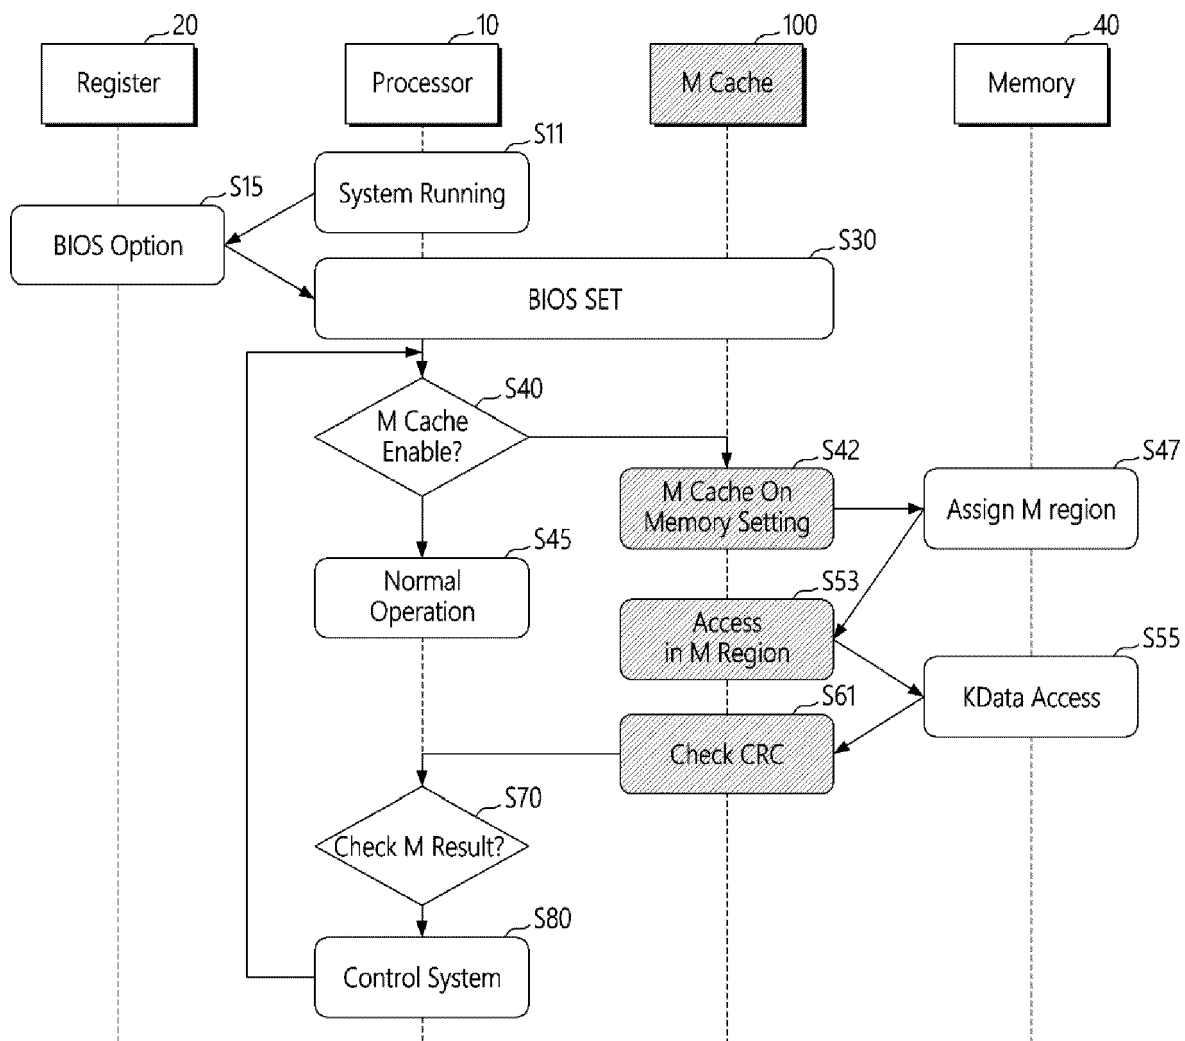 20
10
100
40
Register
Processor
M Cache
Memory
S11
System Running
S15
BIOS Option
S30
BIOS SET
S40
M Cache
Enable?
S42
M Cache On
Memory Setting
S47
Assign M region
S45
Normal
Operation
S53
Access
in M Region
S55
KData Access
S61
Check CRC
S70
Check M Result?
S80
Control System